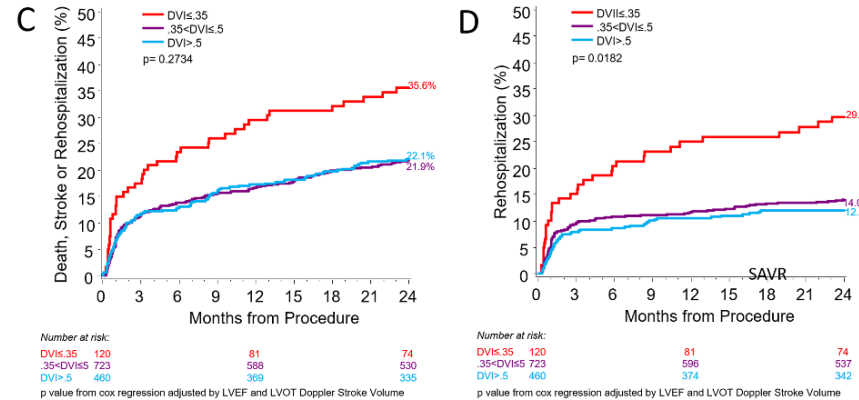 C
Death, Stroke or Rehospitalization (%)
50
45
40
35
30
25
20
15
10
5
0
DVI≤.35
.35<DVI≤.5
DVI>.5
p= 0.2734
35.6%
22.1%
21.9%
0 3 6 9 12 15 18 21 24
Months from Procedure
Number at risk:
DVI≤.35 120 81 74
.35<DVI≤5 723 588 530
DVI>.5 460 369 335
p value from cox regression adjusted by LVEF and LVOT Doppler Stroke Volume
D
Rehospitalization (%)
50
45
40
35
30
25
20
15
10
5
0
DVII≤.35
.35<DVI≤.5
DVI>.5
p= 0.0182
29.
14.0
12.
SAVR
0 3 6 9 12 15 18 21 24
Months from Procedure
Number at risk:
DVI≤.35 120 81 74
.35<DVI≤5 723 596 537
DVI>.5 460 374 342
p value from cox regression adjusted by LVEF and LVOT Doppler Stroke Volume